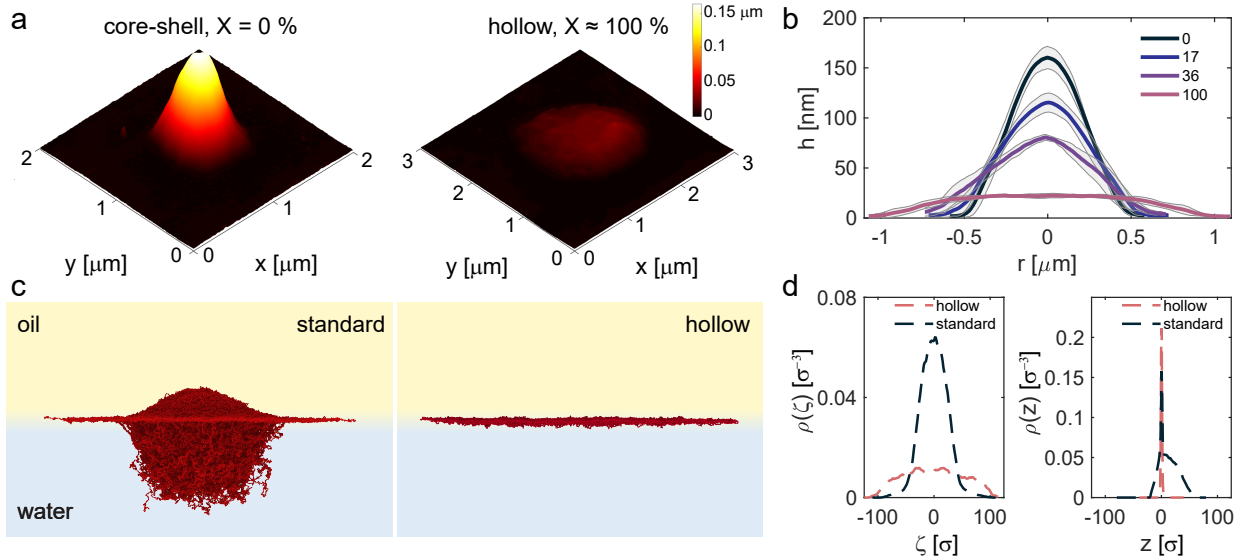 a
core-shell, X = 0 %
hollow, X ≈ 100 %
0.15 μm
0.1
0.05
0
2
1
0
y [μm]
0
1
2
x [μm]
3
2
1
0
y [μm]
0
1
2
3
x [μm]
b
h [nm]
200
150
100
50
0
-1
-0.5
0
0.5
1
r [μm]
0
17
36
100
c
oil
standard
water
hollow
d
ρ(ζ) [σ⁻³]
0.08
0.04
0
-100
0
100
ζ [σ]
hollow
standard
ρ(z) [σ⁻³]
0.2
0.15
0.1
0.05
0
-100
0
100
z [σ]
hollow
standard